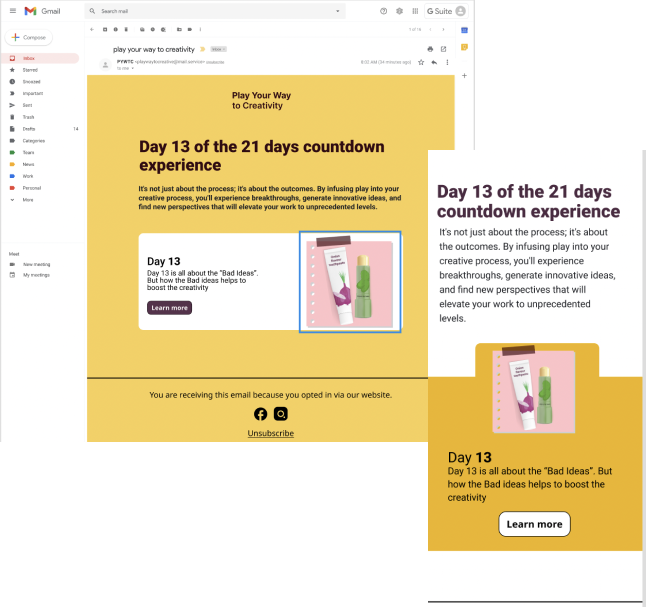 Gmail
Search mail
G Suite
Compose
1 of 16
Inbox
Starred
Snoozed
Important
Sent
Trash
Drafts 14
Categories
Team
News
Work
Personal
More
Meet
New meeting
My meetings
play your way to creativity
PYWTC
8:22 AM (34 minutes ago)
to me
Play Your Way
to Creativity
Day 13 of the 21 days countdown
experience
It's not just about the process; it's about the outcomes. By infusing play into your
creative process, you'll experience breakthroughs, generate innovative ideas, and
find new perspectives that will elevate your work to unprecedented levels.
Day 13
Day 13 is all about the "Bad Ideas".
But how the Bad ideas helps to
boost the creativity
Learn more
You are receiving this email because you opted in via our website.
Unsubscribe
Day 13 of the 21 days
countdown experience
It's not just about the process; it's about
the outcomes. By infusing play into your
creative process, you'll experience
breakthroughs, generate innovative ideas,
and find new perspectives that will
elevate your work to unprecedented
levels.
Day 13
Day 13 is all about the "Bad Ideas". But
how the Bad ideas helps to boost the
creativity
Learn more